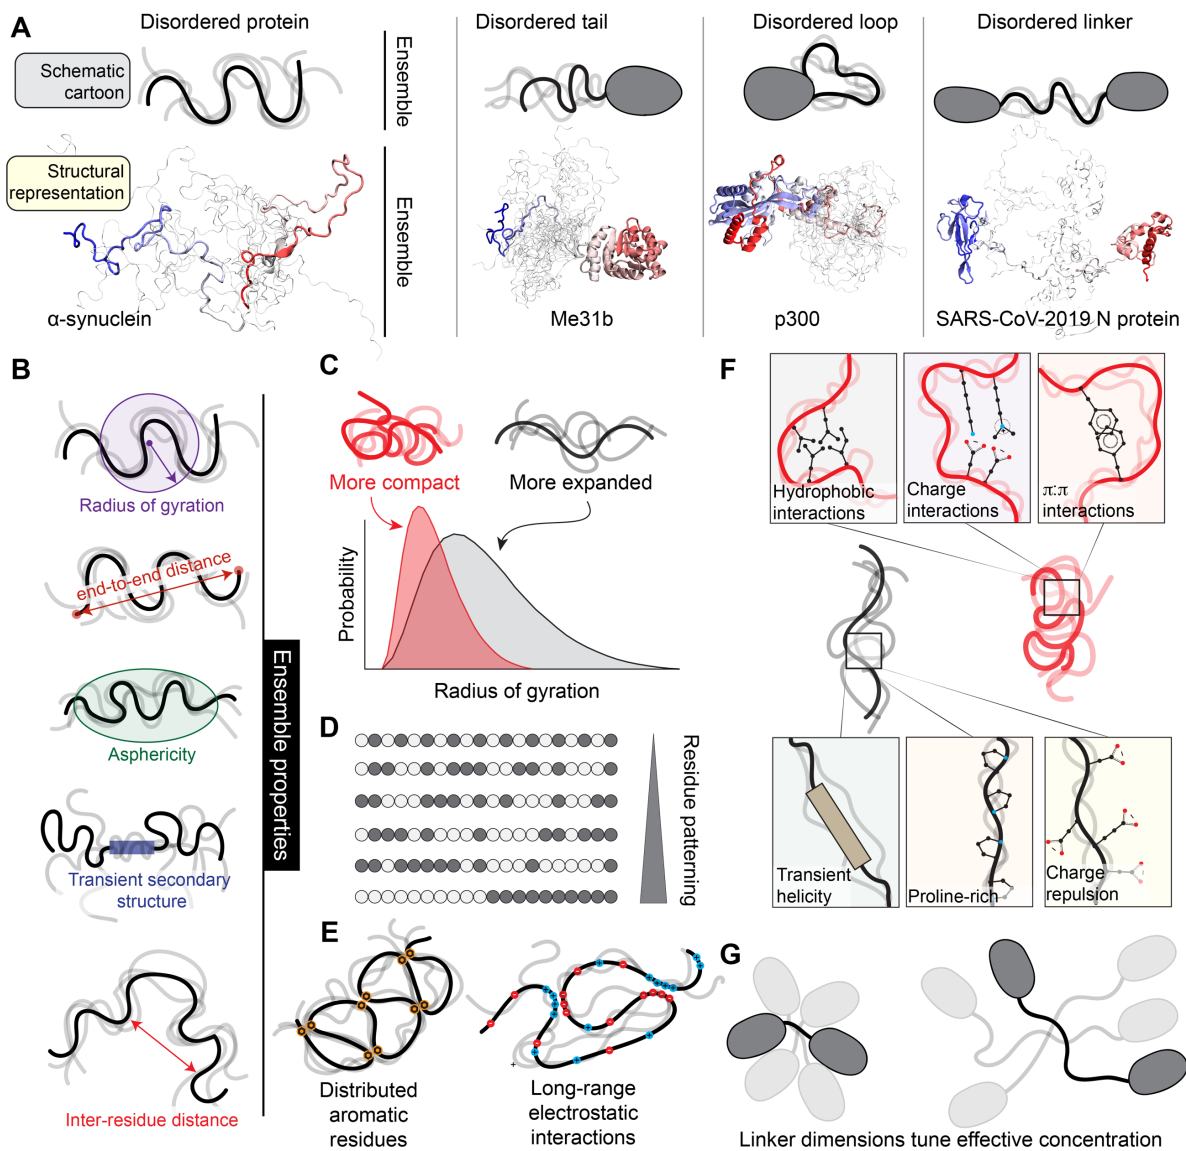 A
Disordered protein
Disordered tail
Disordered loop
Disordered linker
Schematic
cartoon
Ensemble
Structural
representation
Ensemble
α-synuclein
Me31b
p300
SARS-CoV-2019 N protein
B
Radius of gyration
end-to-end distance
Asphericity
Transient secondary
structure
Inter-residue distance
Ensemble properties
C
More compact
More expanded
Probability
Radius of gyration
D
Residue patterning
E
Distributed
aromatic
residues
Long-range
electrostatic
interactions
F
Hydrophobic
interactions
Charge
interactions
π:π
interactions
Transient
helicity
Proline-rich
Charge
repulsion
G
Linker dimensions tune effective concentration